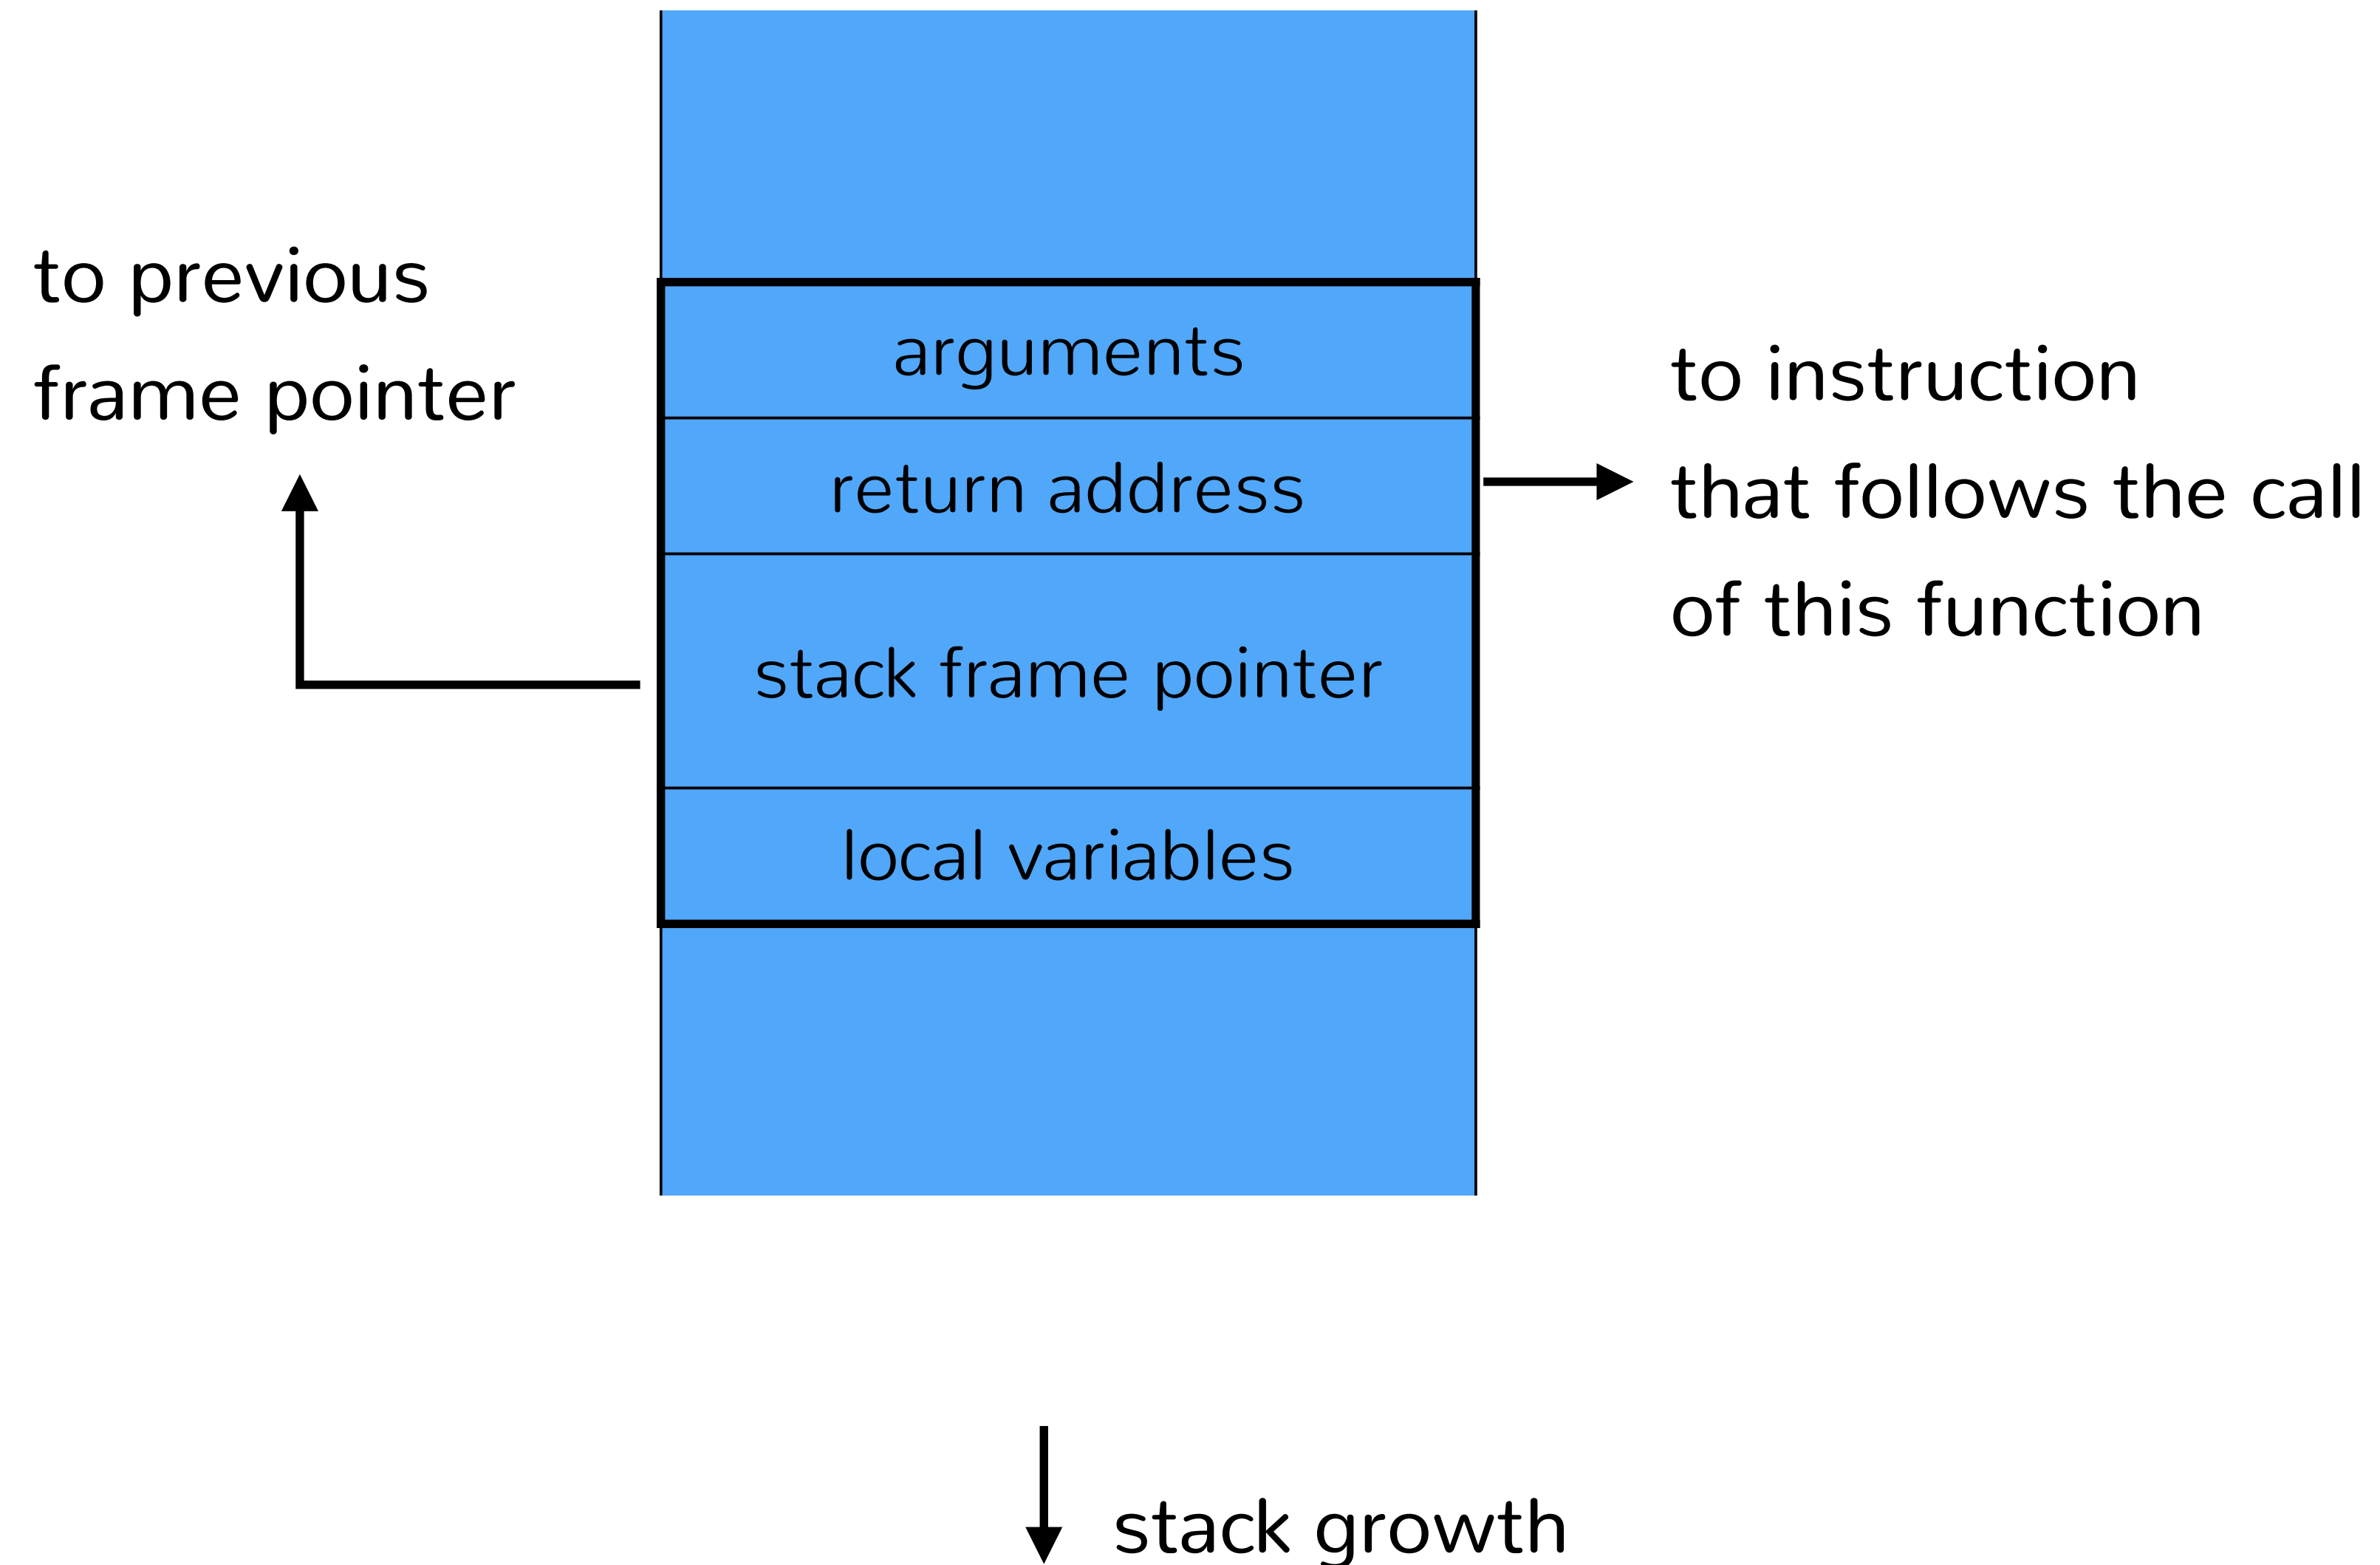 to previous
frame pointer
arguments
return address
stack frame pointer
local variables
to instruction
that follows the call
of this function
stack growth